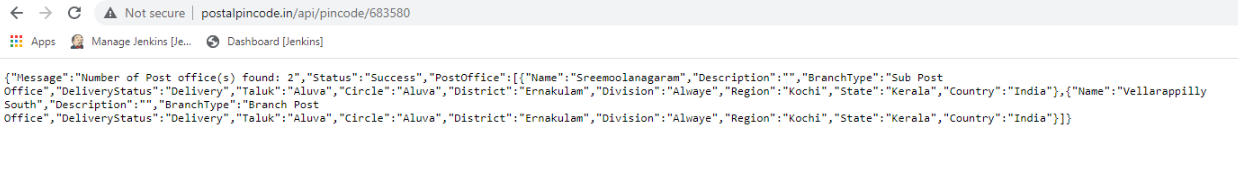 Not secure | postalpincode.in/api/pincode/683580
Apps Manage Jenkins [Je... Dashboard [Jenkins]
{"Message":"Number of Post office(s) found: 2","Status":"Success","PostOffice":[{"Name":"Sreemoolanagaram","Description":"","BranchType":"Sub Post
Office","DeliveryStatus":"Delivery","Taluk":"Aluva","Circle":"Aluva","District":"Ernakulam","Division":"Alwaye","Region":"Kochi","State":"Kerala","Country":"India"},{"Name":"Vellarappilly
South","Description":"","BranchType":"Branch Post
Office","DeliveryStatus":"Delivery","Taluk":"Aluva","Circle":"Aluva","District":"Ernakulam","Division":"Alwaye","Region":"Kochi","State":"Kerala","Country":"India"}]}